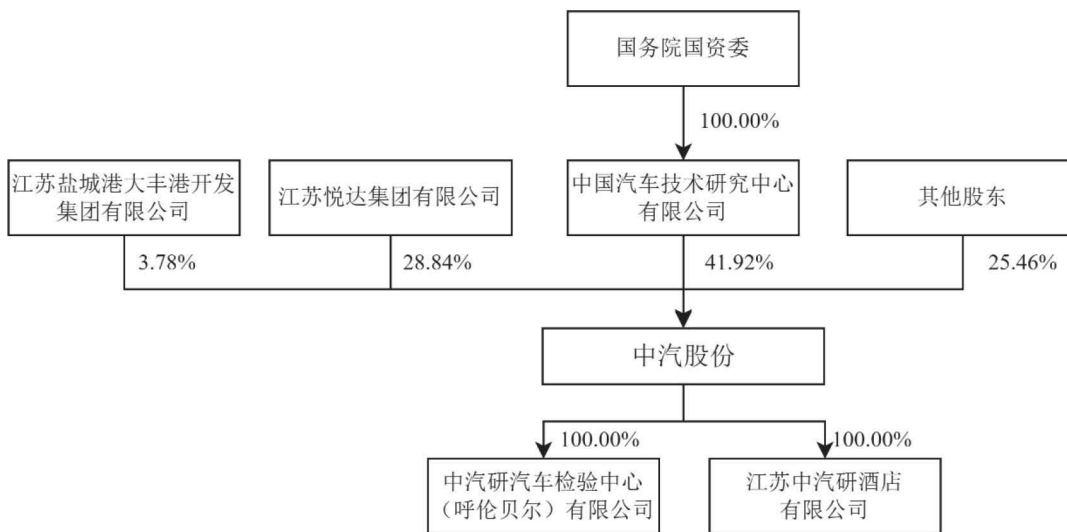 国务院国资委
100.00%
江苏盐城港大丰港开发
集团有限公司
江苏悦达集团有限公司
中国汽车技术研究中心
有限公司
其他股东
3.78%
28.84%
41.92%
25.46%
中汽股份
100.00%
100.00%
中汽研汽车检验中心
（呼伦贝尔）有限公司
江苏中汽研酒店
有限公司